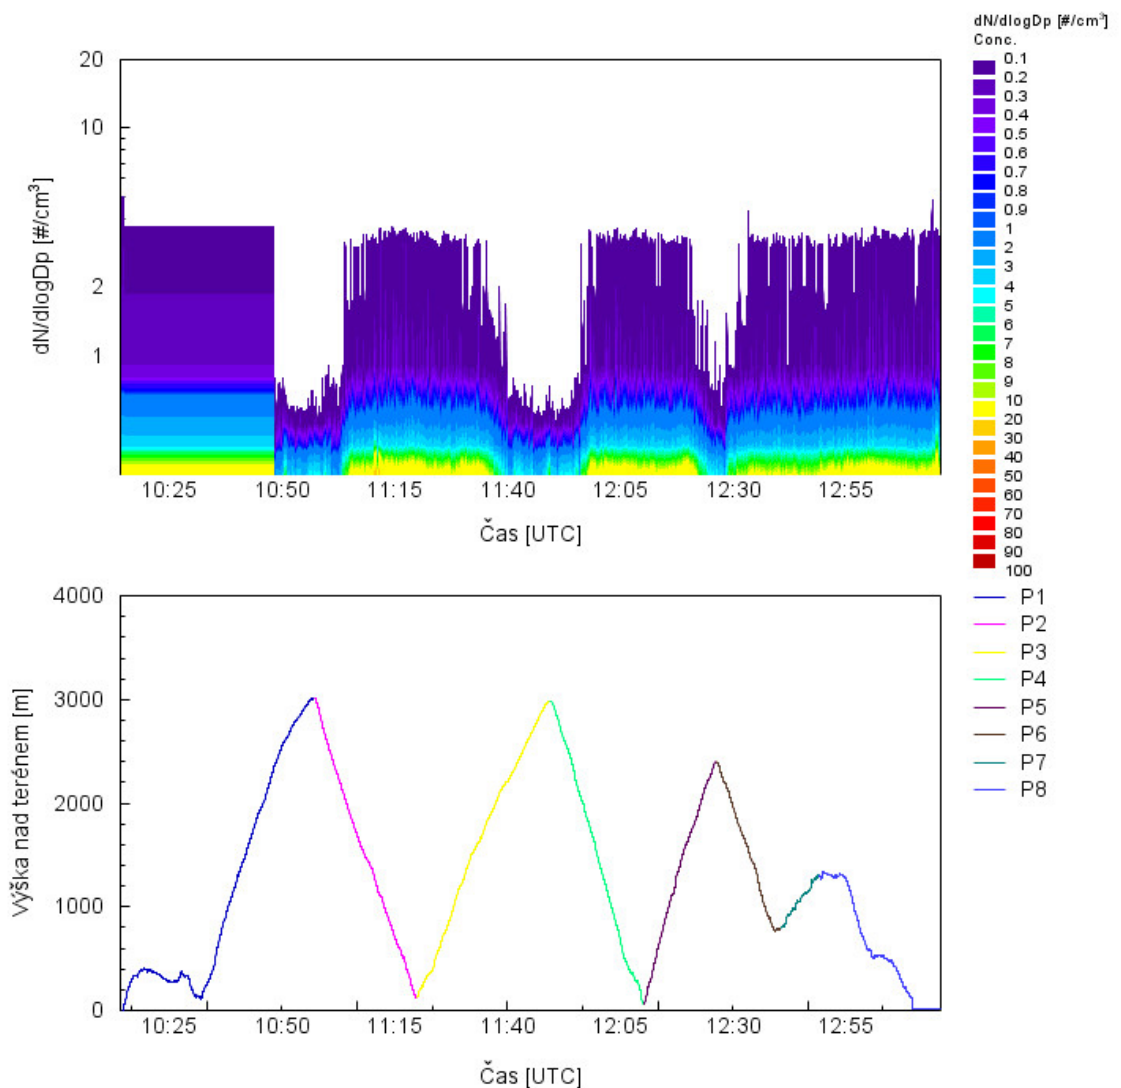 dN/dlogDp [#/cm³]
Conc.
0.1
0.2
0.3
0.4
0.5
0.6
0.7
0.8
0.9
1
2
3
4
5
6
7
8
9
10
20
30
40
50
60
70
80
90
100
20
10
2
1
dN/dlogDp [#/cm³]
10:25 10:50 11:15 11:40 12:05 12:30 12:55
Čas [UTC]
4000
3000
2000
1000
0
Výška nad terénem [m]
10:25 10:50 11:15 11:40 12:05 12:30 12:55
Čas [UTC]
P1
P2
P3
P4
P5
P6
P7
P8